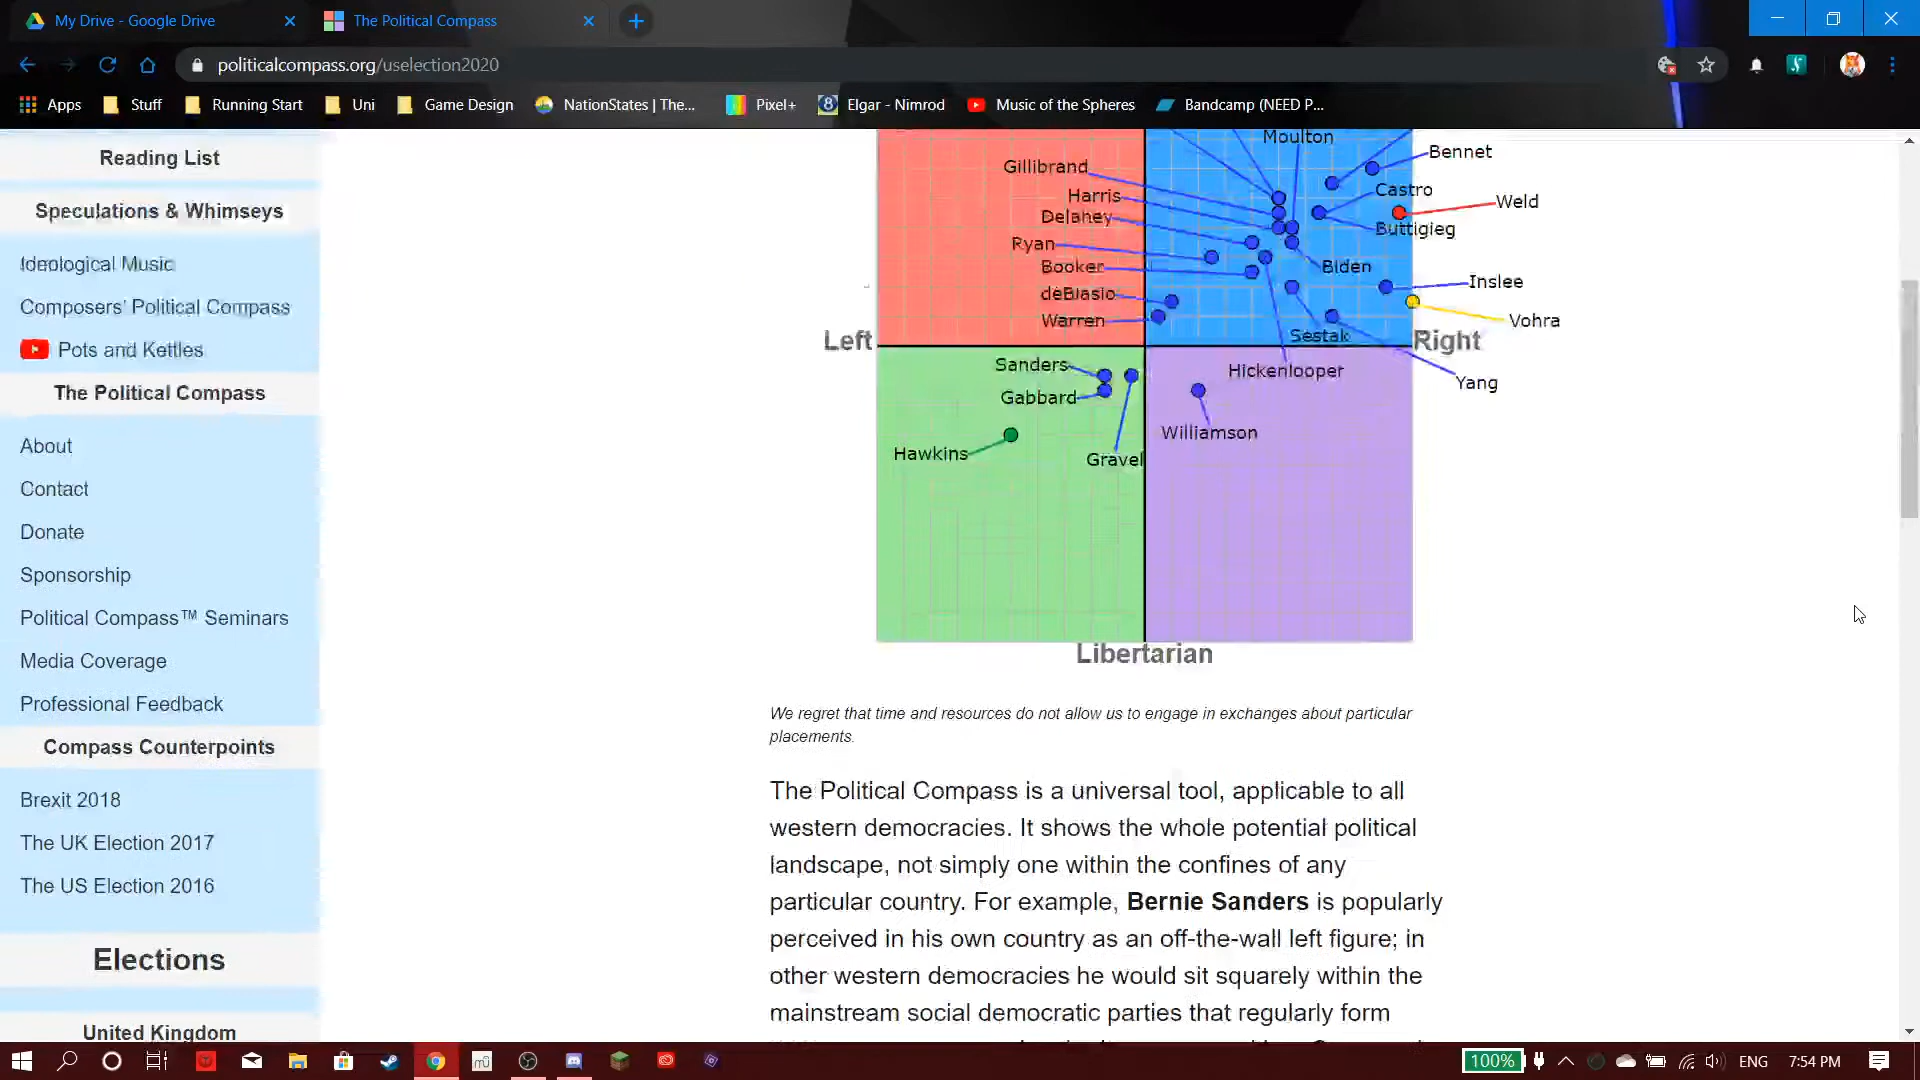 My Drive - Google Drive
The Political Compass
politicalcompass.org/uselection2020
Apps
Stuff
Running Start
Uni
Game Design
NationStates | The...
Pixel+
Elgar - Nimrod
Music of the Spheres
Bandcamp (NEED P...
Reading List
Speculations & Whimseys
Ideological Music
Composers' Political Compass
Pots and Kettles
The Political Compass
About
Contact
Donate
Sponsorship
Political Compass™ Seminars
Media Coverage
Professional Feedback
Compass Counterpoints
Brexit 2018
The UK Election 2017
The US Election 2016
Elections
United Kingdom
Moulton
Bennet
Gillibrand
Castro
Harris
Weld
Delaney
Buttigieg
Ryan
Booker
Biden
deBlasio
Inslee
Warren
Vohra
Sestak
Left
Right
Sanders
Hickenlooper
Yang
Gabbard
Williamson
Hawkins
Gravel
Libertarian
We regret that time and resources do not allow us to engage in exchanges about particular
placements.
The Political Compass is a universal tool, applicable to all
western democracies. It shows the whole potential political
landscape, not simply one within the confines of any
particular country. For example, Bernie Sanders is popularly
perceived in his own country as an off-the-wall left figure; in
other western democracies he would sit squarely within the
mainstream social democratic parties that regularly form
100%
ENG
7:54 PM